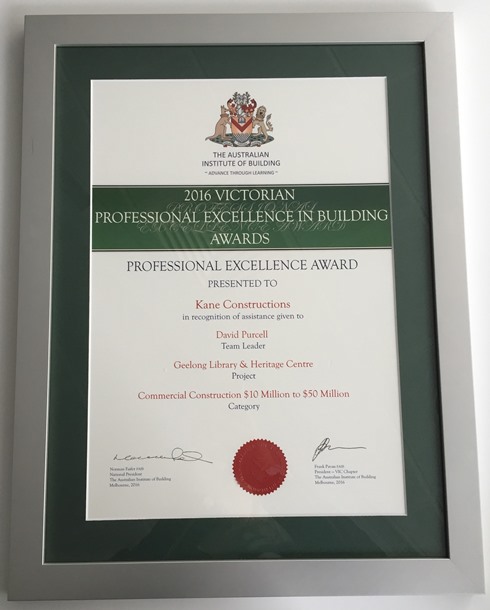 THE AUSTRALIAN
INSTITUTE OF BUILDING
ADVANCE THROUGH LEARNING
2016 VICTORIAN
PROFESSIONAL EXCELLENCE IN BUILDING
AWARDS
PROFESSIONAL EXCELLENCE AWARD
PRESENTED TO
Kane Constructions
in recognition of assistance given to
David Purcell
Team Leader
Geelong Library & Heritage Centre
Project
Commercial Construction $10 Million to $50 Million
Category
Norman
National President
The Australian Institute of Building
Melbourne, 2016
Frank
President – VIC Chapter
The Australian Institute of Building
Melbourne, 2016